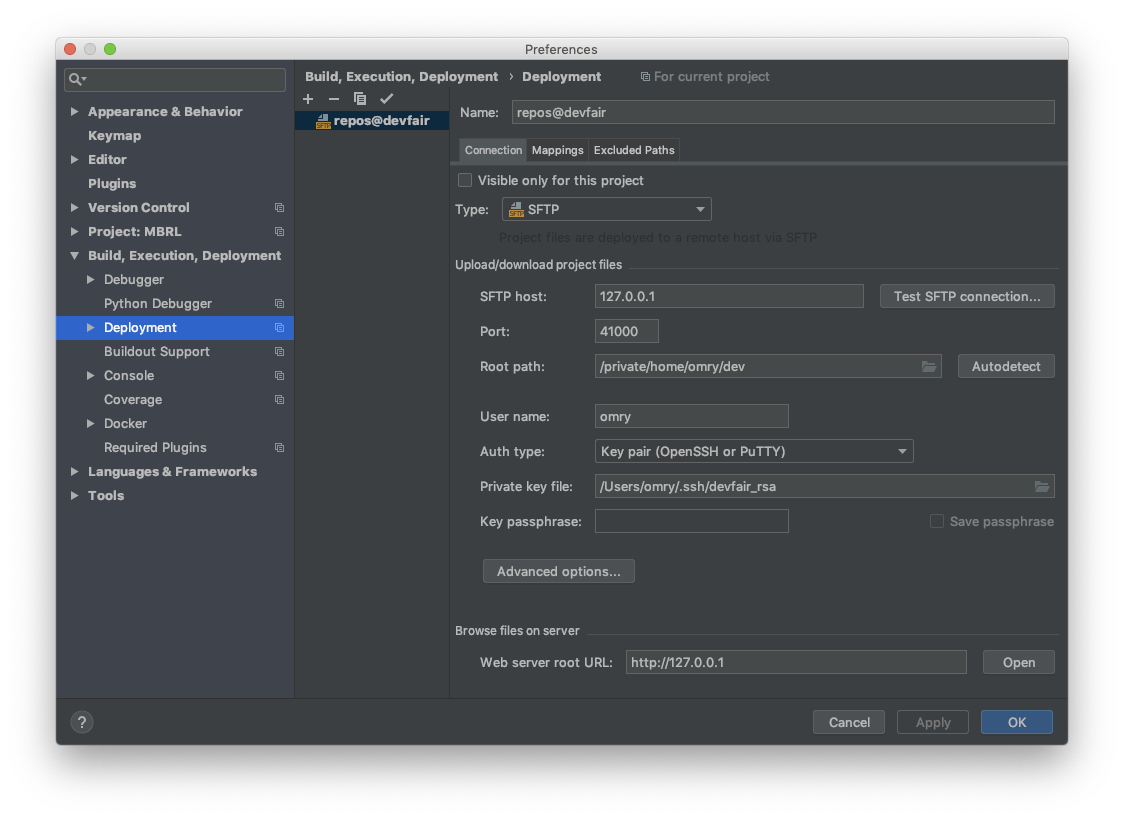 Preferences
Appearance & Behavior
Keymap
Editor
Plugins
Version Control
Project: MBRL
Build, Execution, Deployment
Debugger
Python Debugger
Deployment
Buildout Support
Console
Coverage
Docker
Required Plugins
Languages & Frameworks
Tools
Build, Execution, Deployment › Deployment For current project
SFTP repos@devfair
Name: repos@devfair
Connection Mappings Excluded Paths
Visible only for this project
Type: SFTP SFTP
Project files are deployed to a remote host via SFTP
Upload/download project files
SFTP host: 127.0.0.1 Test SFTP connection...
Port: 41000
Root path: /private/home/omry/dev Autodetect
User name: omry
Auth type: Key pair (OpenSSH or PuTTY)
Private key file: /Users/omry/.ssh/devfair_rsa
Key passphrase: Save passphrase
Advanced options...
Browse files on server
Web server root URL: http://127.0.0.1 Open
? Cancel Apply OK